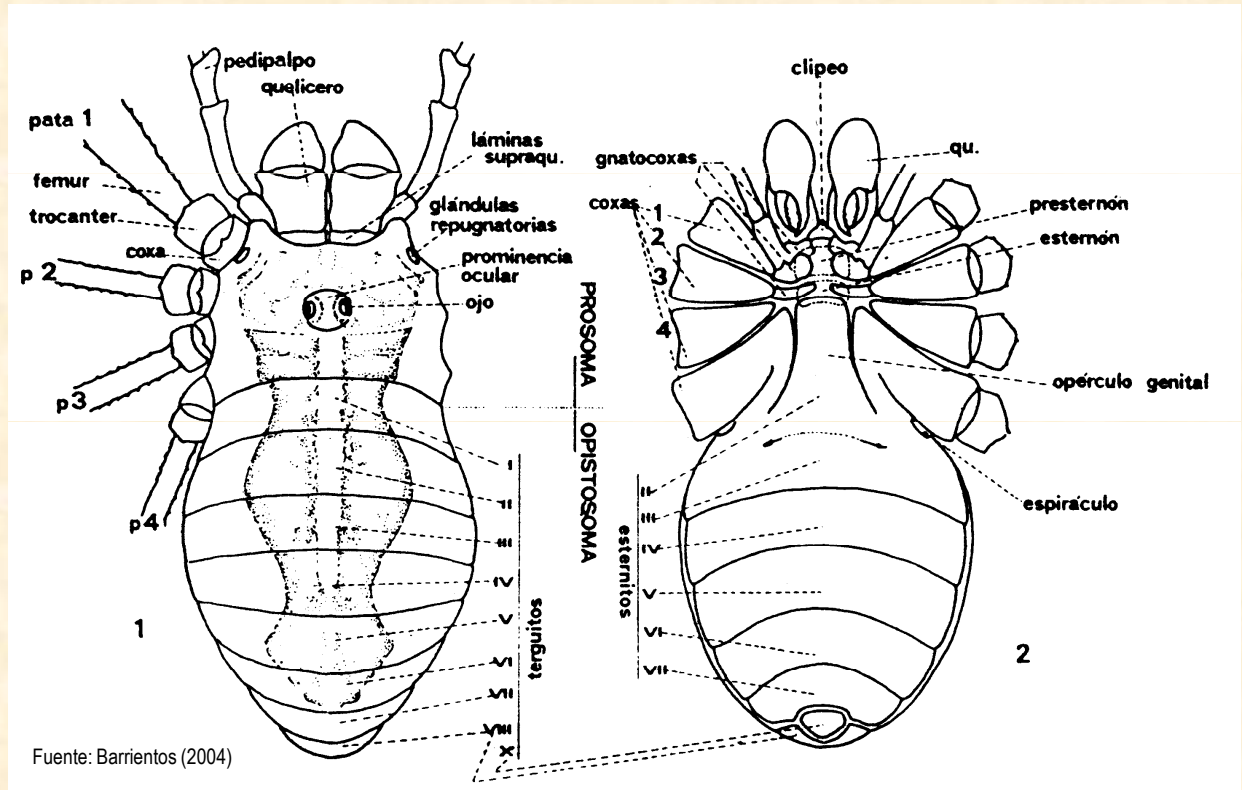 pedipalpo
quelicero
pata 1
femur
trocanter
coxa
p 2
p3
p4
láminas
supraqu.
glándulas
repugnatorias
prominencia
ocular
ojo
PROSOMA OPISTOSOMA
I
II
III
IV
V
VI
VII
VIII
X
terguitos
1
Fuente: Barrientos (2004)
clipeo
gnatocoxas
qu.
coxas
1
2
3
4
presternón
esternón
opérculo genital
espiráculo
II
III
IV
V
VI
VII
esternitos
2